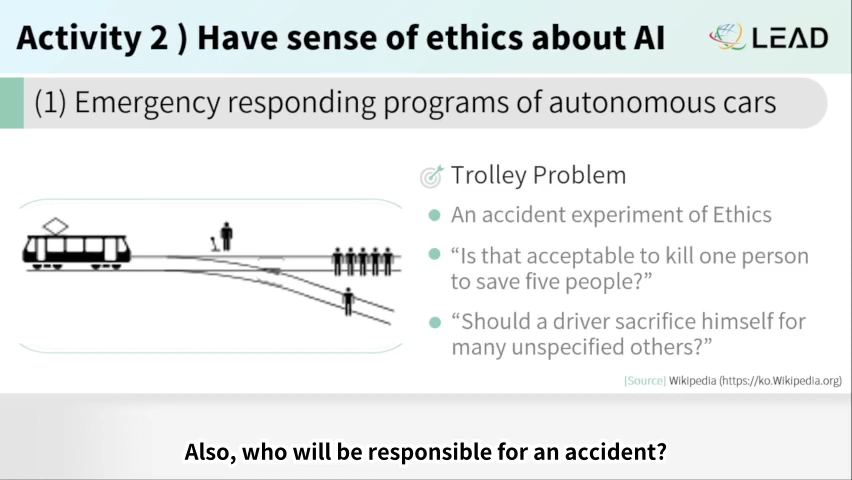 Activity 2 ) Have sense of ethics about AI
LEAD
(1) Emergency responding programs of autonomous cars
Trolley Problem
An accident experiment of Ethics
“Is that acceptable to kill one person
to save five people?”
“Should a driver sacrifice himself for
many unspecified others?”
[Source] Wikipedia (https://ko.Wikipedia.org)
Also, who will be responsible for an accident?